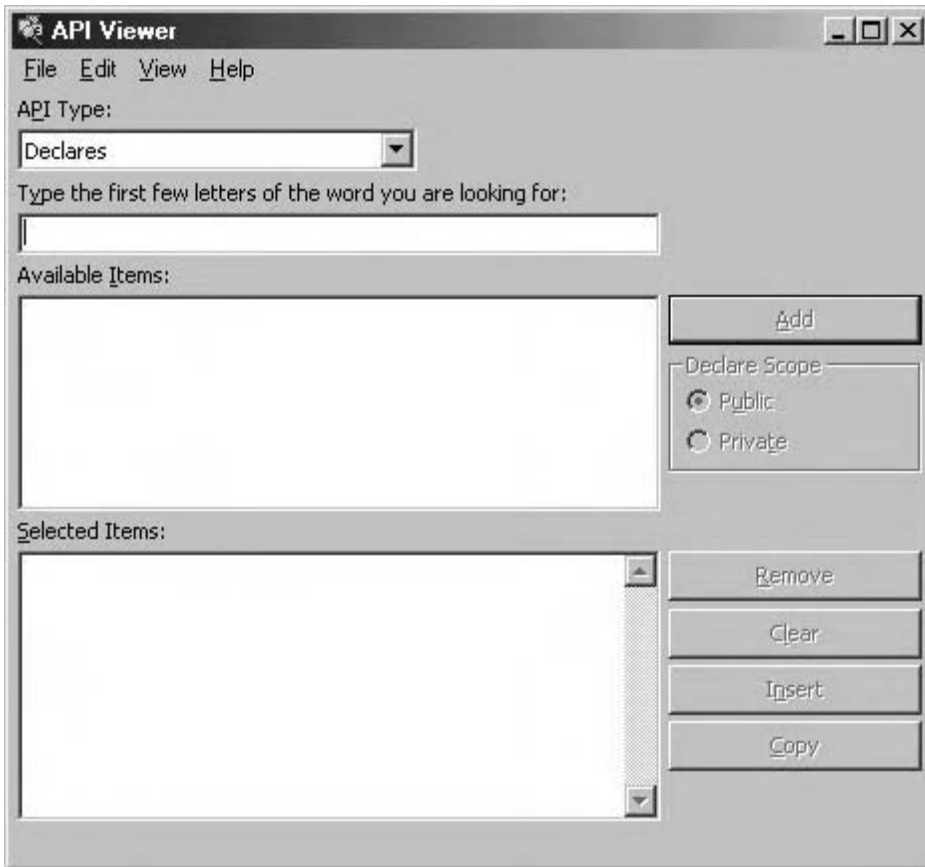 API Viewer
File Edit View Help
API Type:
Declares
Type the first few letters of the word you are looking for:
Available Items:
Add
Declare Scope
Public
Private
Selected Items:
Remove
Clear
Insert
Copy